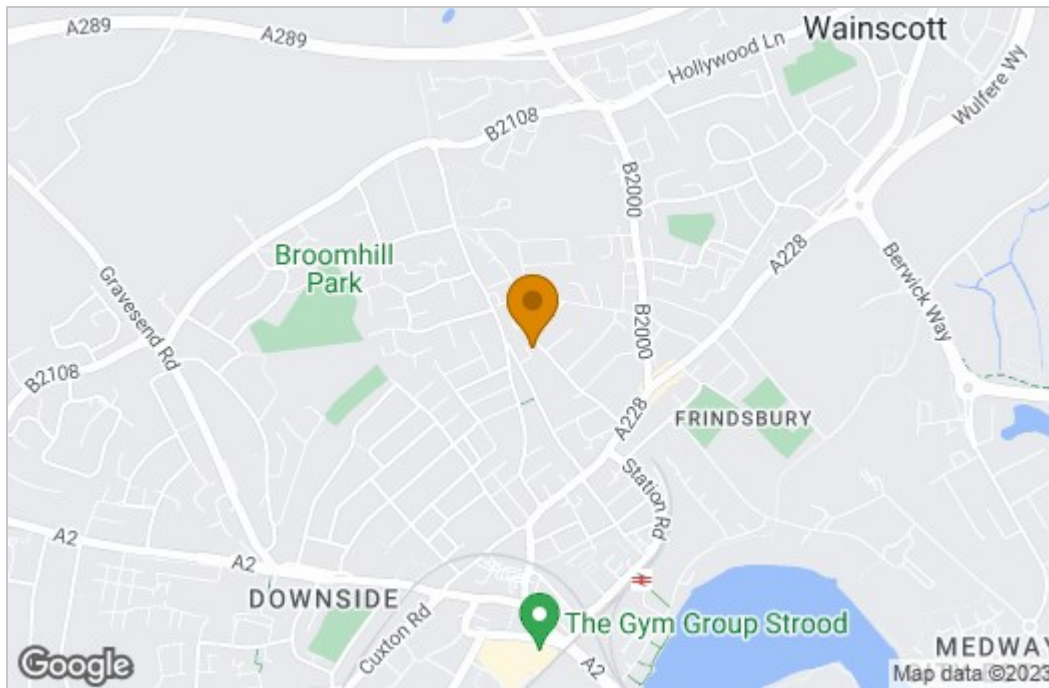 A289
A289
Wainscott
Hollywood Ln
Wulfere Wy
B2108
B2000
A228
Broomhill
Park
Gravesend Rd
Berwick Way
B2000
B2108
A228
FRINDSBURY
Station Rd
A2
A2
DOWNSIDE
Cuxton Rd
The Gym Group Strood
A2
MEDWAY
Google
Map data ©2023